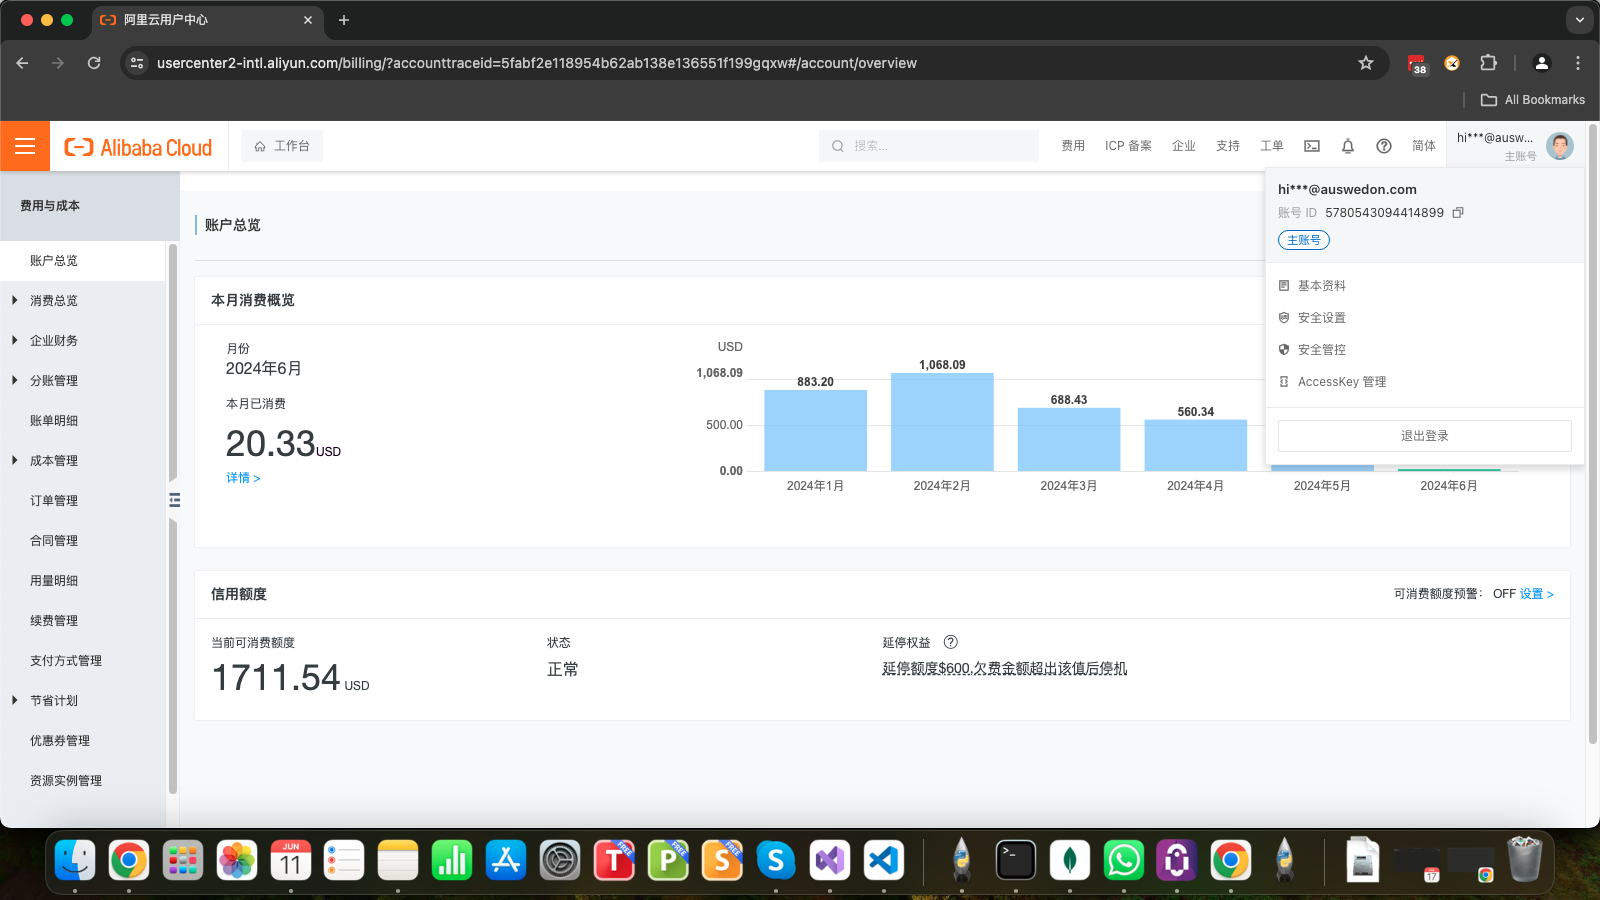 阿里云用户中心
usercenter2-intl.aliyun.com/billing/?accounttraceid=5fabf2e118954b62ab138e136551f199gqxw#/account/overview
38
All Bookmarks
Alibaba Cloud
工作台
搜索...
费用
ICP 备案
企业
支持
工单
简体
hi***@ausw...
主账号
hi***@auswedon.com
账号 ID 5780543094414899
主账号
基本资料
安全设置
安全管控
AccessKey 管理
退出登录
费用与成本
账户总览
消费总览
企业财务
分账管理
账单明细
成本管理
订单管理
合同管理
用量明细
续费管理
支付方式管理
节省计划
优惠券管理
资源实例管理
账户总览
本月消费概览
月份
2024年6月
本月已消费
20.33USD
详情 >
USD
1,068.09
500.00
0.00
883.20
1,068.09
688.43
560.34
2024年1月
2024年2月
2024年3月
2024年4月
2024年5月
2024年6月
信用额度
可消费额度预警： OFF 设置 >
当前可消费额度
1711.54 USD
状态
正常
延停权益
延停额度$600,欠费金额超出该值后停机
JUN
11
T
FREE
P
FREE
S
FREE
S
17